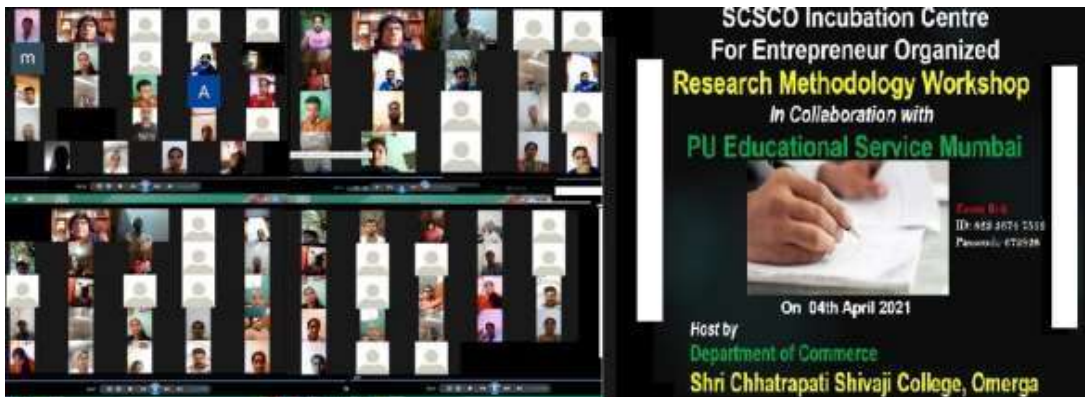 m
A
SCSCO Incubation Centre
For Entrepreneur Organized
Research Methodology Workshop
In Collaboration with
PU Educational Service Mumbai
On 04th April 2021
Host by
Department of Commerce
Shri Chhatrapati Shivaji College, Omerga